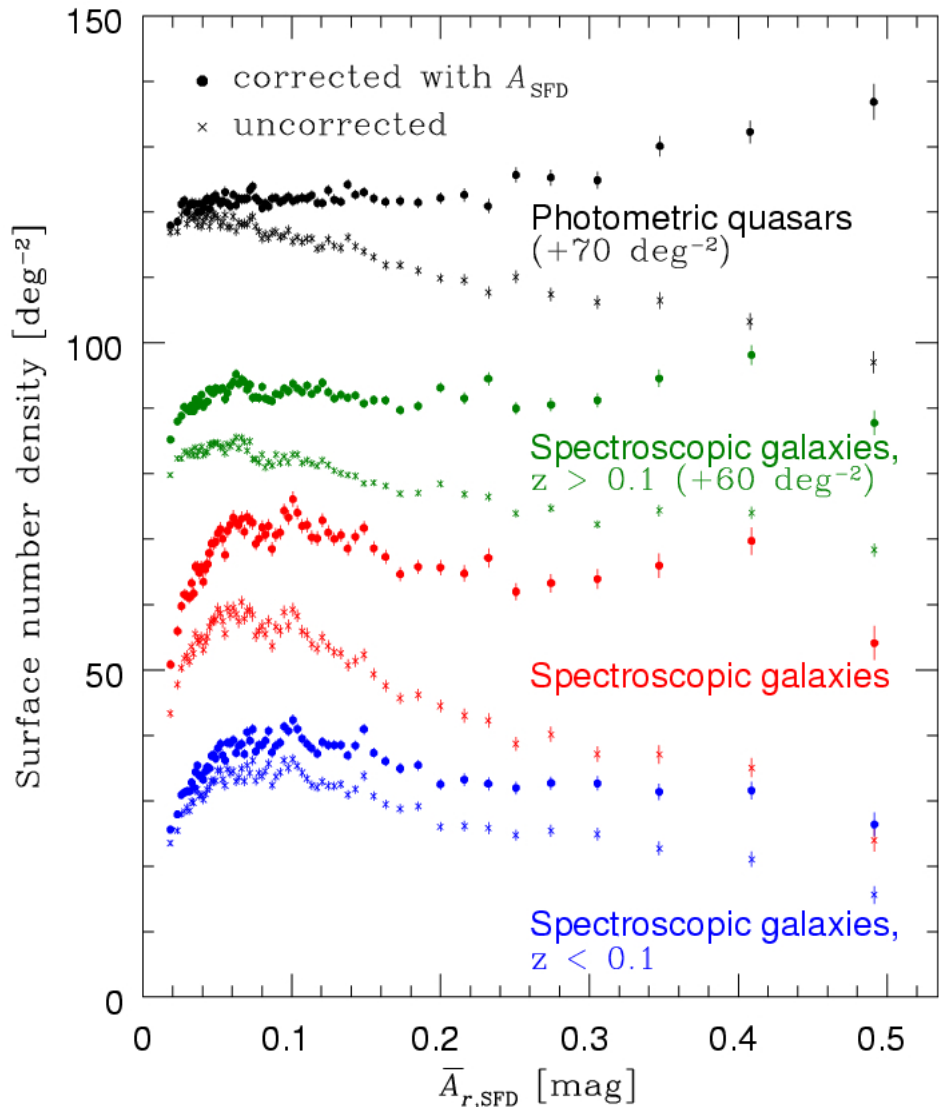 150
100
50
0
Surface number density [deg⁻²]
● corrected with A_SFD
× uncorrected
Photometric quasars
(+70 deg⁻²)
Spectroscopic galaxies,
z > 0.1 (+60 deg⁻²)
Spectroscopic galaxies
Spectroscopic galaxies,
z < 0.1
0 0.1 0.2 0.3 0.4 0.5
A̅_r,SFD [mag]